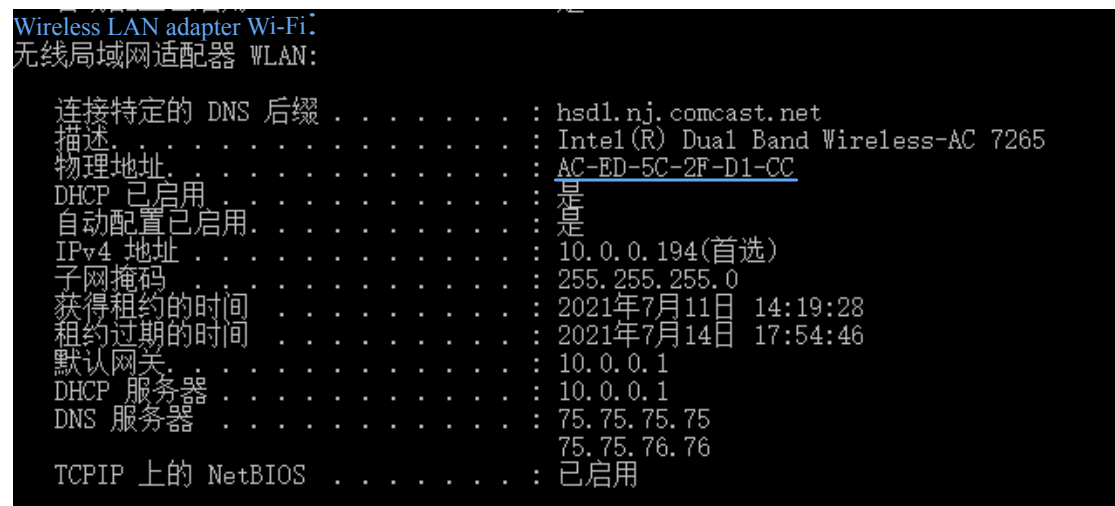 Wireless LAN adapter Wi-Fi:
无线局域网适配器 WLAN:
连接特定的 DNS 后缀 . . . . . . . : hsd1.nj.comcast.net
描述. . . . . . . . . . . . . . . : Intel(R) Dual Band Wireless-AC 7265
物理地址. . . . . . . . . . . . . : AC-ED-5C-2F-D1-CC
DHCP 已启用 . . . . . . . . . . . : 是
自动配置已启用. . . . . . . . . . : 是
IPv4 地址 . . . . . . . . . . . . : 10.0.0.194(首选)
子网掩码 . . . . . . . . . . . . : 255.255.255.0
获得租约的时间 . . . . . . . . . : 2021年7月11日 14:19:28
租约过期的时间 . . . . . . . . . : 2021年7月14日 17:54:46
默认网关. . . . . . . . . . . . . : 10.0.0.1
DHCP 服务器 . . . . . . . . . . . : 10.0.0.1
DNS 服务器 . . . . . . . . . . . : 75.75.75.75
75.75.76.76
TCPIP 上的 NetBIOS . . . . . . . : 已启用